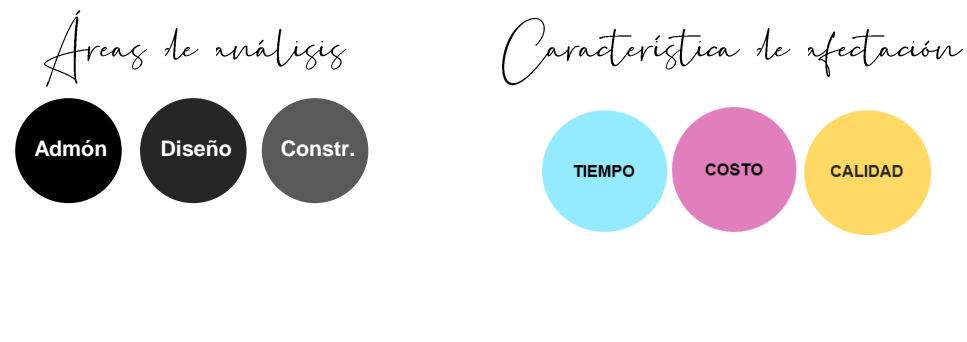 Áreas de análisis
Admón
Diseño
Constr.
Característica de afectación
TIEMPO
COSTO
CALIDAD